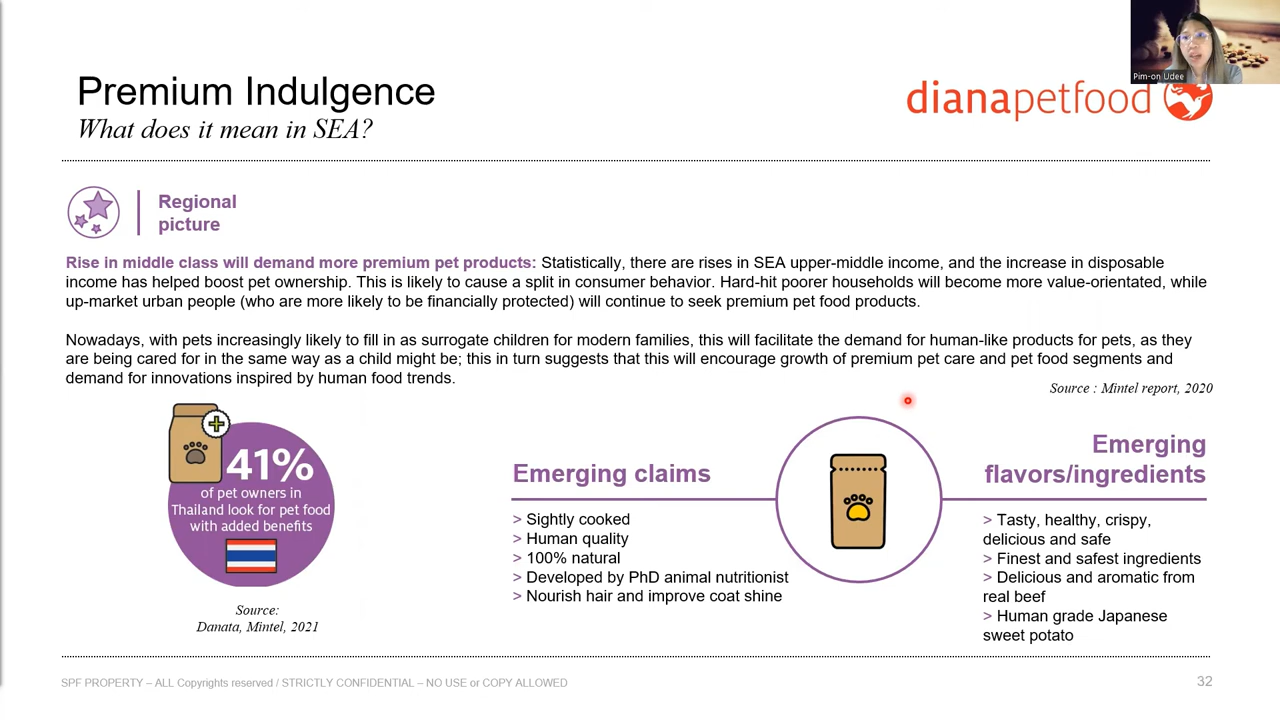 Pim-on Udee
Premium Indulgence
What does it mean in SEA?
dianapetfood
Regional
picture
Rise in middle class will demand more premium pet products: Statistically, there are rises in SEA upper-middle income, and the increase in disposable
income has helped boost pet ownership. This is likely to cause a split in consumer behavior. Hard-hit poorer households will become more value-orientated, while
up-market urban people (who are more likely to be financially protected) will continue to seek premium pet food products.
Nowadays, with pets increasingly likely to fill in as surrogate children for modern families, this will facilitate the demand for human-like products for pets, as they
are being cared for in the same way as a child might be; this in turn suggests that this will encourage growth of premium pet care and pet food segments and
demand for innovations inspired by human food trends.
Source : Mintel report, 2020
41%
of pet owners in
Thailand look for pet food
with added benefits
Source:
Danata, Mintel, 2021
Emerging claims
> Sightly cooked
> Human quality
> 100% natural
> Developed by PhD animal nutritionist
> Nourish hair and improve coat shine
Emerging
flavors/ingredients
> Tasty, healthy, crispy,
delicious and safe
> Finest and safest ingredients
> Delicious and aromatic from
real beef
> Human grade Japanese
sweet potato
SPF PROPERTY – ALL Copyrights reserved / STRICTLY CONFIDENTIAL – NO USE or COPY ALLOWED
32